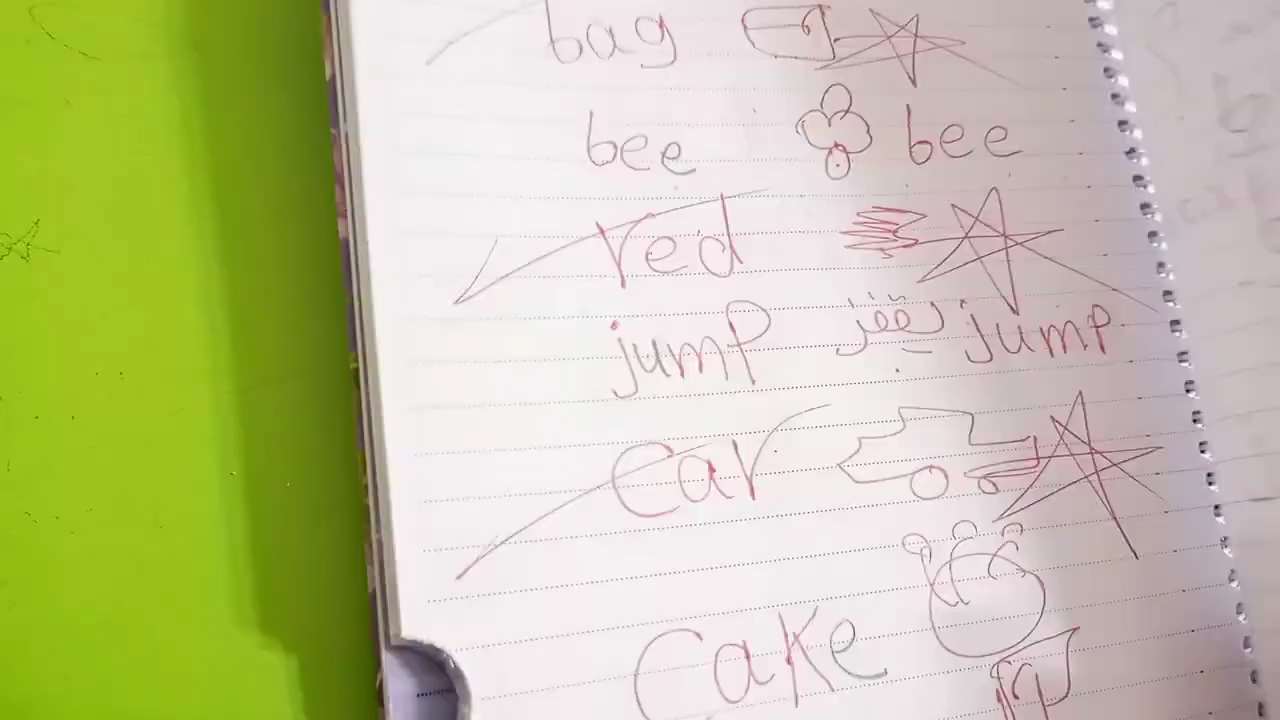 bag
bee bee
red
jump يقفز jump
car
cake